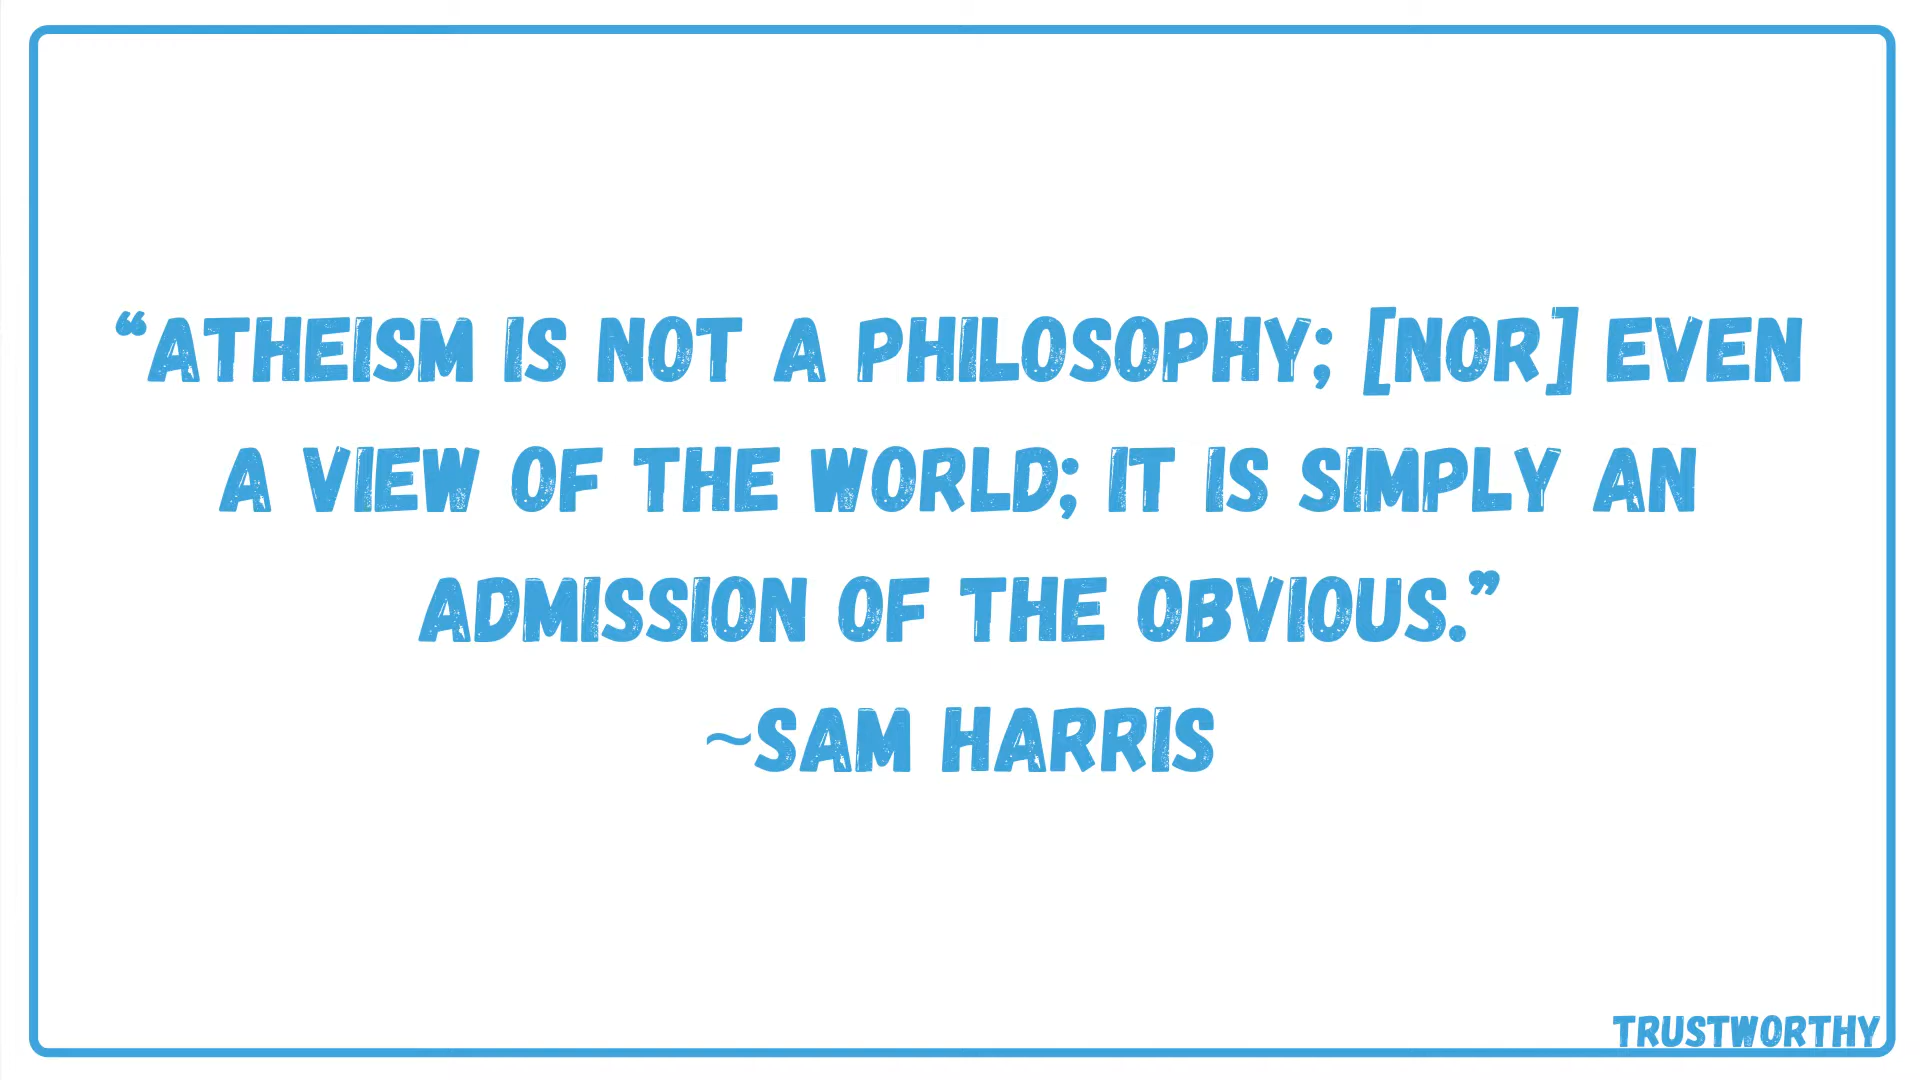 “ATHEISM IS NOT A PHILOSOPHY; [NOR] EVEN
A VIEW OF THE WORLD; IT IS SIMPLY AN
ADMISSION OF THE OBVIOUS.”
~SAM HARRIS
TRUSTWORTHY